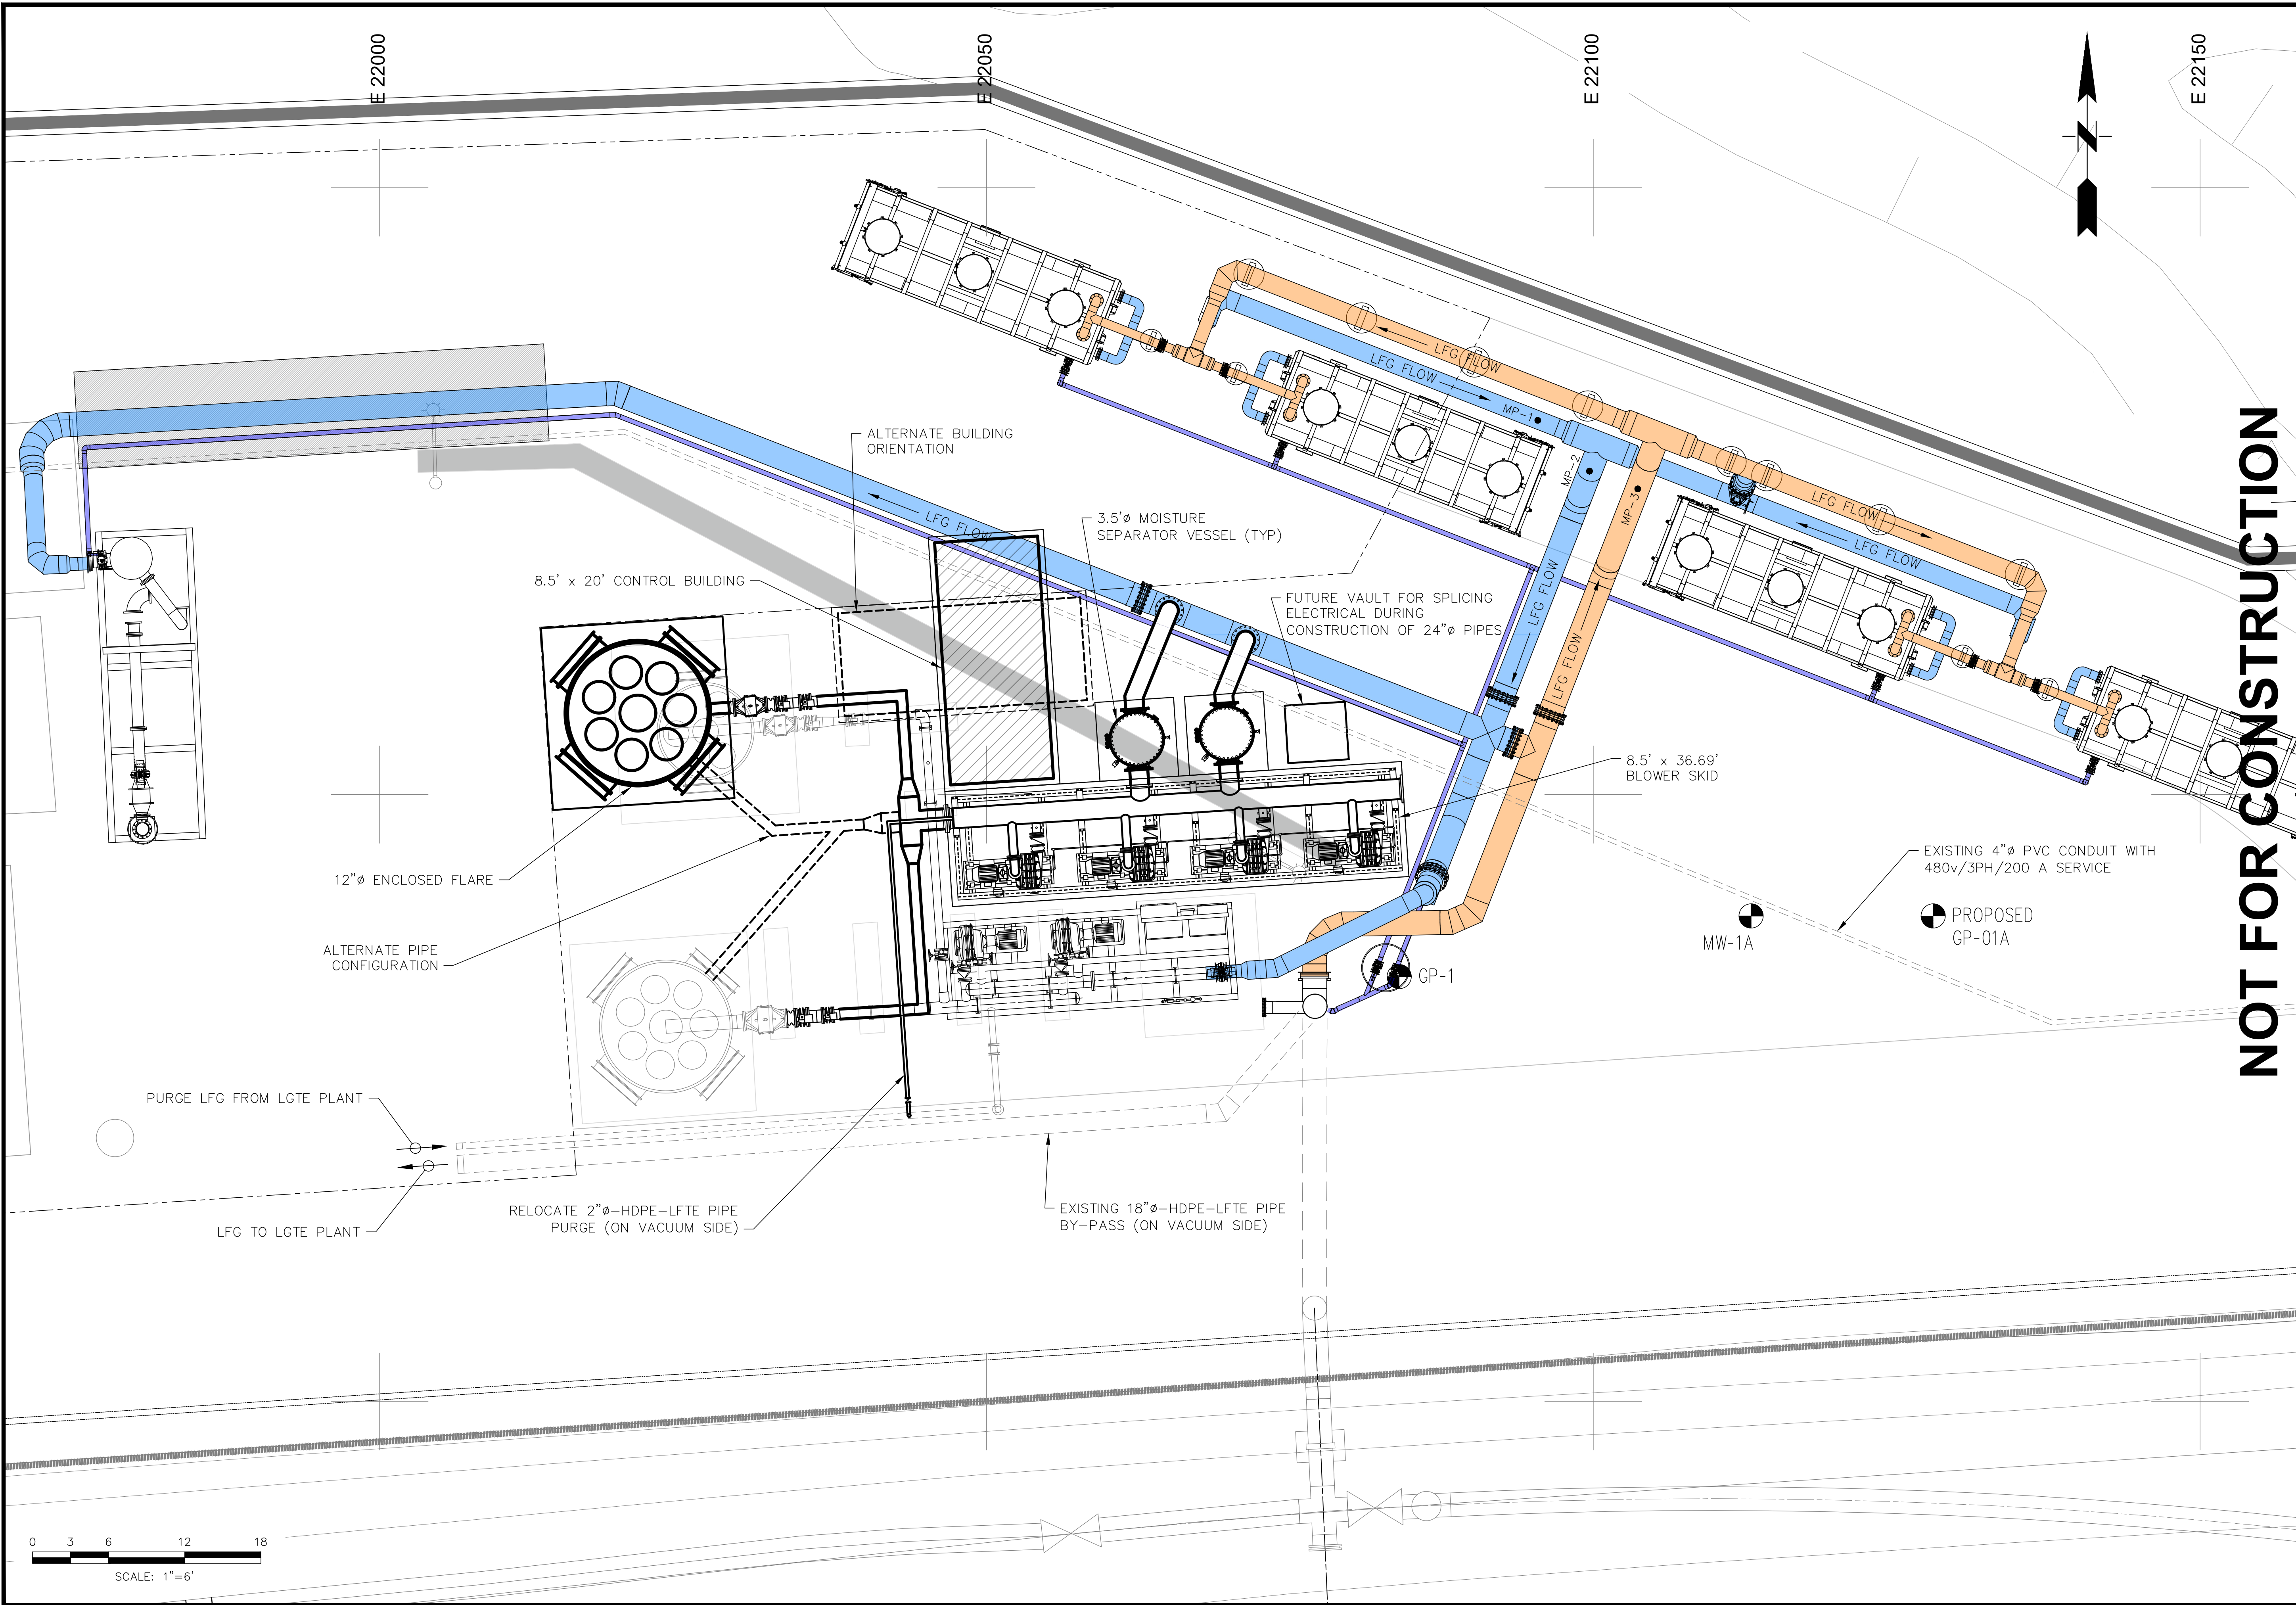 E 22000
E 22050
E 22100
E 22150
N
LFG FLOW
LFG FLOW
MP-1
MP-2
MP-3
LFG FLOW
LFG FLOW
LFG FLOW
LFG FLOW
LFG FLOW
ALTERNATE BUILDING
ORIENTATION
3.5'ø MOISTURE
SEPARATOR VESSEL (TYP)
8.5' x 20' CONTROL BUILDING
FUTURE VAULT FOR SPLICING
ELECTRICAL DURING
CONSTRUCTION OF 24"ø PIPES
8.5' x 36.69'
BLOWER SKID
12"ø ENCLOSED FLARE
EXISTING 4"ø PVC CONDUIT WITH
480v/3PH/200 A SERVICE
ALTERNATE PIPE
CONFIGURATION
MW-1A
PROPOSED
GP-01A
GP-1
PURGE LFG FROM LGTE PLANT
LFG TO LGTE PLANT
RELOCATE 2"ø-HDPE-LFTE PIPE
PURGE (ON VACUUM SIDE)
EXISTING 18"ø-HDPE-LFTE PIPE
BY-PASS (ON VACUUM SIDE)
NOT FOR CONSTRUCTION
0 3 6 12 18
SCALE: 1"=6'